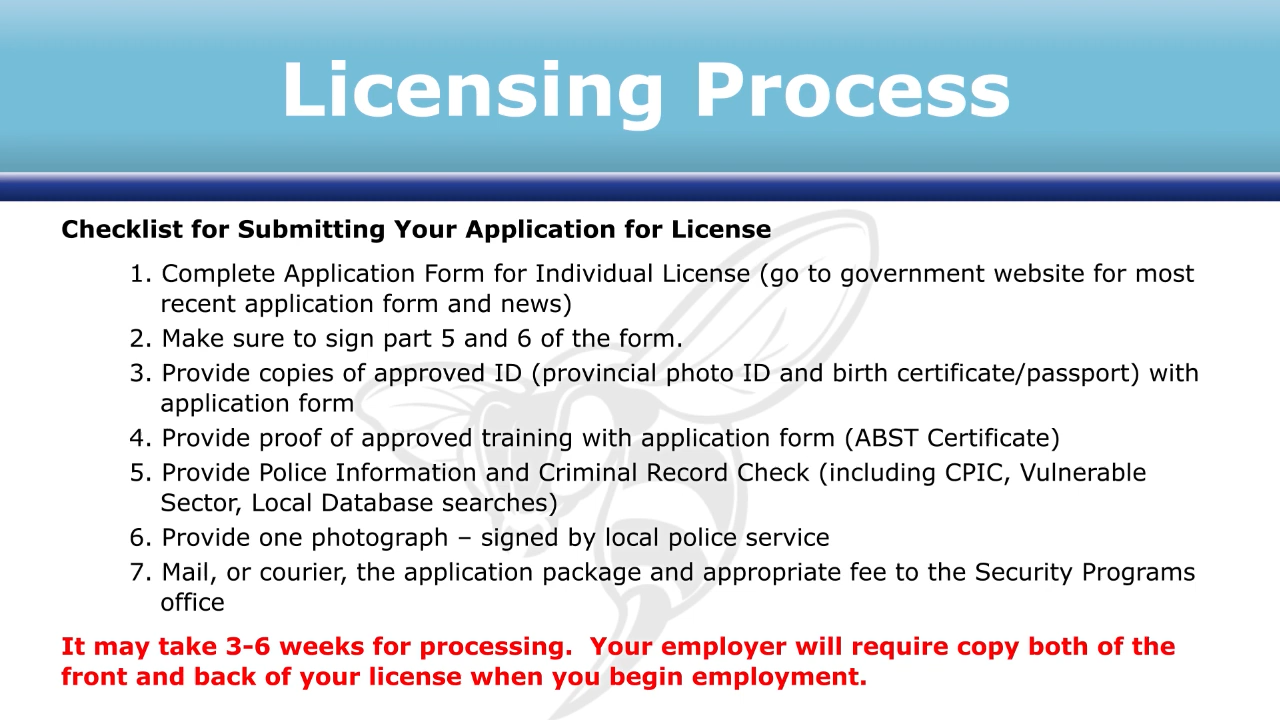 Licensing Process
Checklist for Submitting Your Application for License
1. Complete Application Form for Individual License (go to government website for most
recent application form and news)
2. Make sure to sign part 5 and 6 of the form.
3. Provide copies of approved ID (provincial photo ID and birth certificate/passport) with
application form
4. Provide proof of approved training with application form (ABST Certificate)
5. Provide Police Information and Criminal Record Check (including CPIC, Vulnerable
Sector, Local Database searches)
6. Provide one photograph – signed by local police service
7. Mail, or courier, the application package and appropriate fee to the Security Programs
office
It may take 3-6 weeks for processing.  Your employer will require copy both of the
front and back of your license when you begin employment.